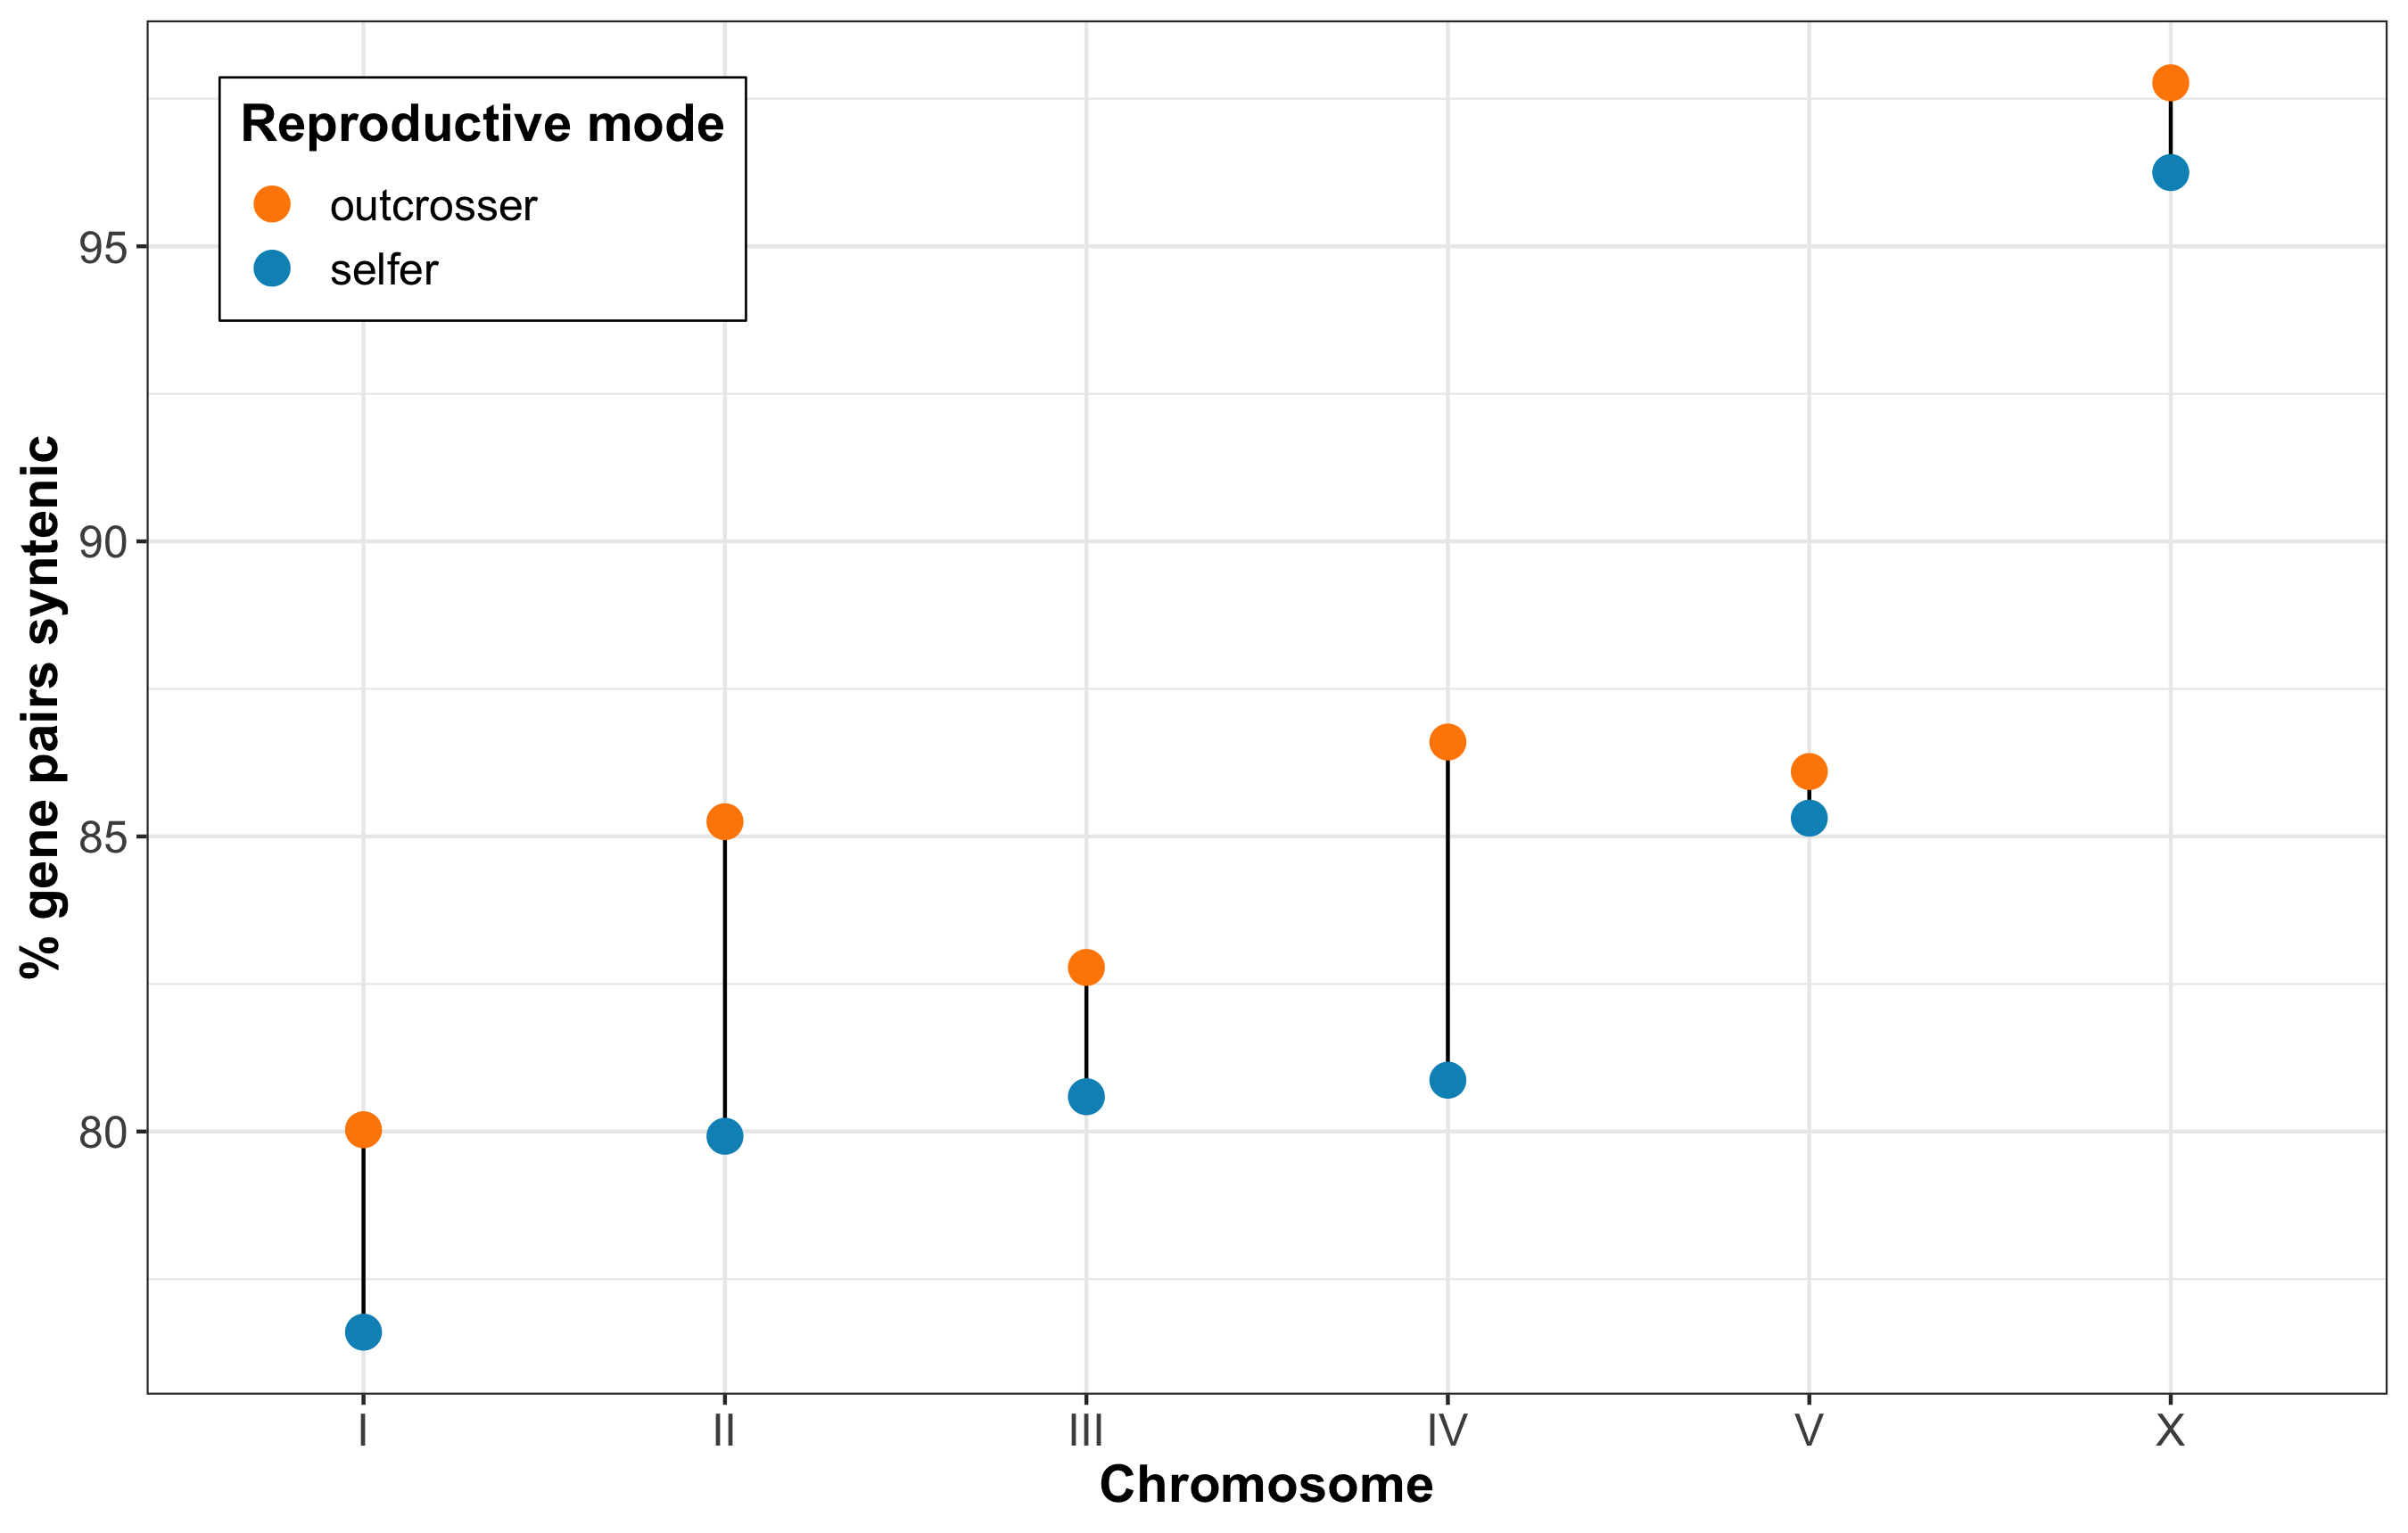 Reproductive mode
outcrosser
selfer
% gene pairs syntenic
95
90
85
80
I II III IV V X
Chromosome